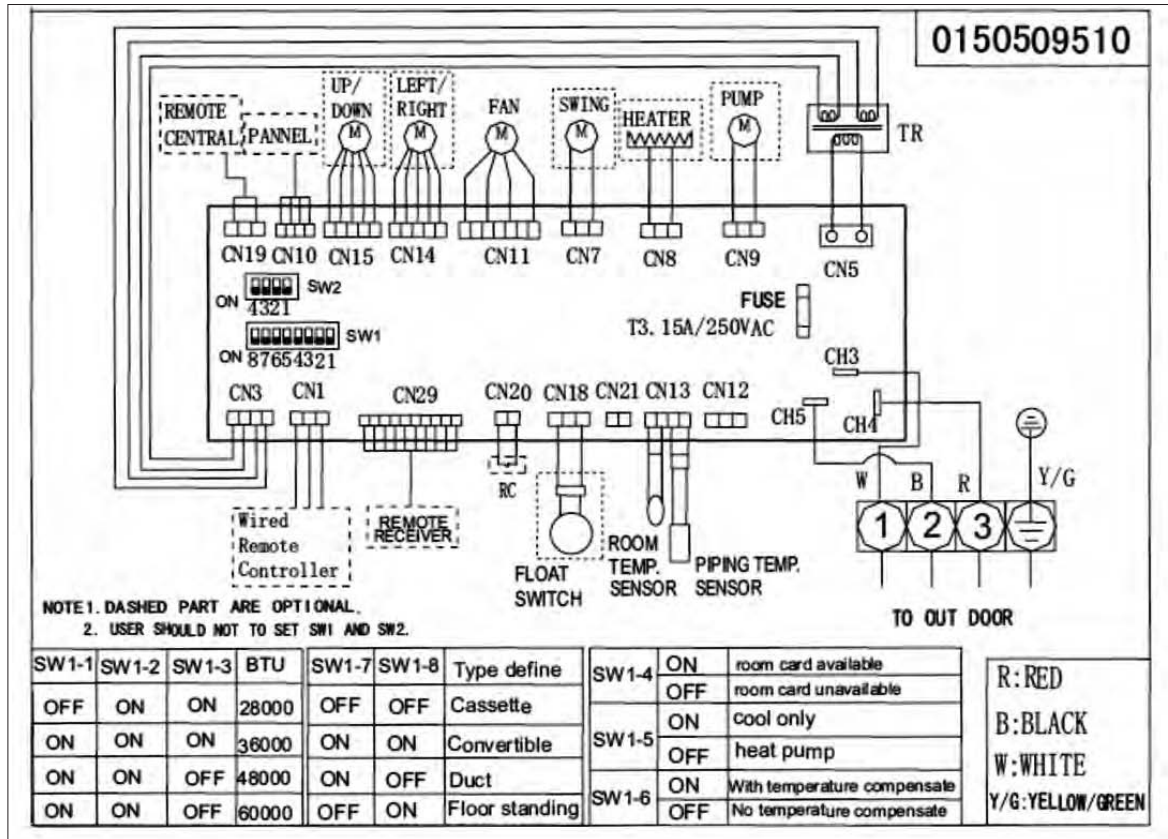 0150509510
REMOTE
CENTRAL
PANNEL
UP/
DOWN
M
LEFT/
RIGHT
M
FAN
M
SWING
M
HEATER
PUMP
M
TR
CN19 CN10 CN15 CN14 CN11 CN7 CN8 CN9 CN5
SW2
ON 4321
SW1
ON 87654321
FUSE
T3.15A/250VAC
CH3
CH5
CH4
CN3 CN1 CN29 CN20 CN18 CN21 CN13 CN12
RC
W B R Y/G
1 2 3
Wired
Remote
Controller
REMOTE
RECEIVER
FLOAT
SWITCH
ROOM
TEMP.
SENSOR
PIPING TEMP.
SENSOR
TO OUT DOOR
NOTE1. DASHED PART ARE OPTIONAL.
2. USER SHOULD NOT TO SET SW1 AND SW2.
SW1-1 SW1-2 SW1-3 BTU
OFF ON ON 28000
ON ON ON 36000
ON ON OFF 48000
ON ON OFF 60000
SW1-7 SW1-8 Type define
OFF OFF Cassette
ON ON Convertible
ON OFF Duct
OFF ON Floor standing
SW1-4 ON room card available
OFF room card unavailable
SW1-5 ON cool only
OFF heat pump
SW1-6 ON With temperature compensate
OFF No temperature compensate
R:RED
B:BLACK
W:WHITE
Y/G:YELLOW/GREEN